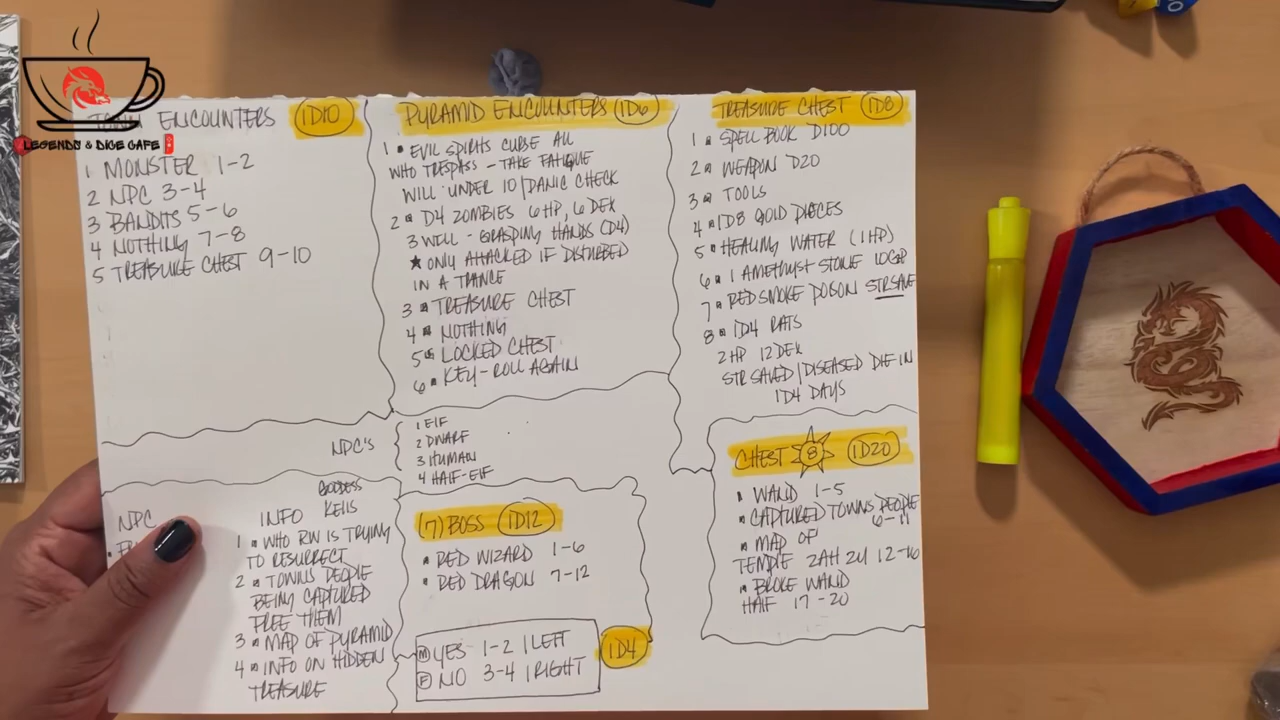 LEGENDS & DICE CAFE
ENCOUNTERS 1D10
1 MONSTER 1-2
2 NPC 3-4
3 BANDITS 5-6
4 NOTHING 7-8
5 TREASURE CHEST 9-10
PYRAMID ENCOUNTERS 1D6
1 ▪ EVIL SPIRITS CURSE ALL
WHO TRESPASS - TAKE FATIGUE
WILL UNDER 10/PANIC CHECK
2 ▪ D4 ZOMBIES 6HP, 6 DEX
3 WILL - GRASPING HANDS (D4)
★ ONLY ATTACKED IF DISTURBED
IN A TRANCE
3 ▪ TREASURE CHEST
4 ▪ NOTHING
5 ▪ LOCKED CHEST
6 ▪ KEY - ROLL AGAIN
TREASURE CHEST 1D8
1 ▪ SPELL BOOK D100
2 ▪ WEAPON D20
3 ▪ TOOLS
4 ▪ 1D8 GOLD PIECES
5 ▪ HEALING WATER (1HP)
6 ▪ 1 AMETHYST STONE 10GP
7 ▪ RED SMOKE POISON STRSAVE
8 ▪ 1D4 RATS
2HP 12DEX
STR SAVED/DISEASED DIE IN
1D4 DAYS
NPC'S
1 ELF
2 DWARF
3 HUMAN
4 HALF-ELF
NPC
INFO
GODDESS
KELIS
1 ▪ WHO RW IS TRYING
TO RESURRECT
2 ▪ TOWNS PEOPLE
BEING CAPTURED
FREE THEM
3 ▪ MAP OF PYRAMID
4 ▪ INFO ON HIDDEN
TREASURE
(7) BOSS 1D12
▪ RED WIZARD 1-6
▪ RED DRAGON 7-12
M YES 1-2 | LEFT
F NO 3-4 | RIGHT
1D4
CHEST 8 1D20
▪ WAND 1-5
▪ CAPTURED TOWNS PEOPLE
6-11
▪ MAP OF
TEMPLE ZAH ZU 12-16
▪ BROKE WAND
HALF 17-20